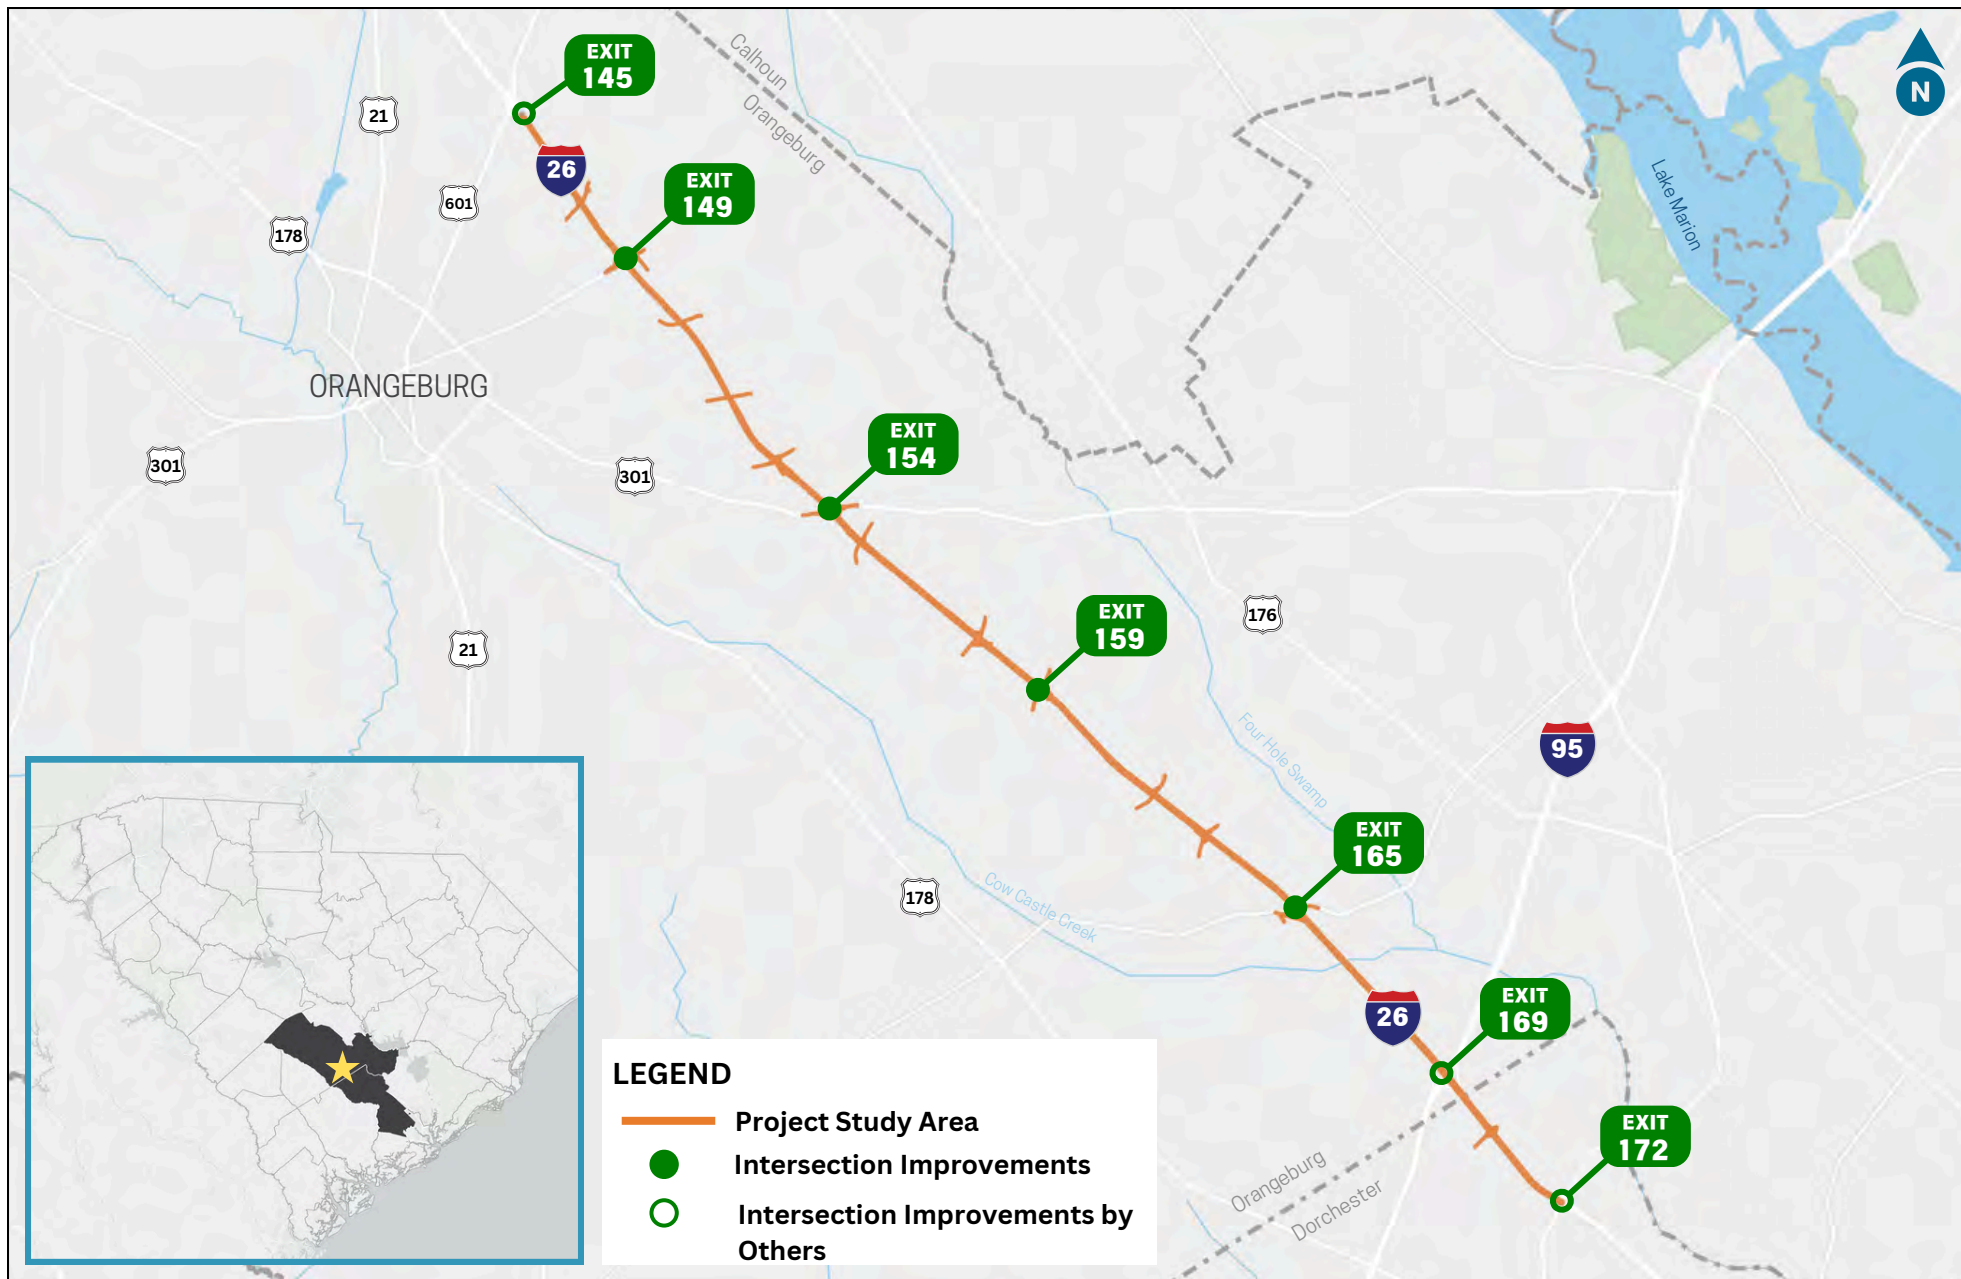 EXIT
145
Calhoun
Orangeburg
N
21
26
EXIT
149
601
178
Lake Marion
ORANGEBURG
EXIT
154
301
301
EXIT
159
176
21
Four Hole Swamp
95
EXIT
165
178
Cow Castle Creek
EXIT
169
26
EXIT
172
Orangeburg
Dorchester
LEGEND
Project Study Area
Intersection Improvements
Intersection Improvements by
Others